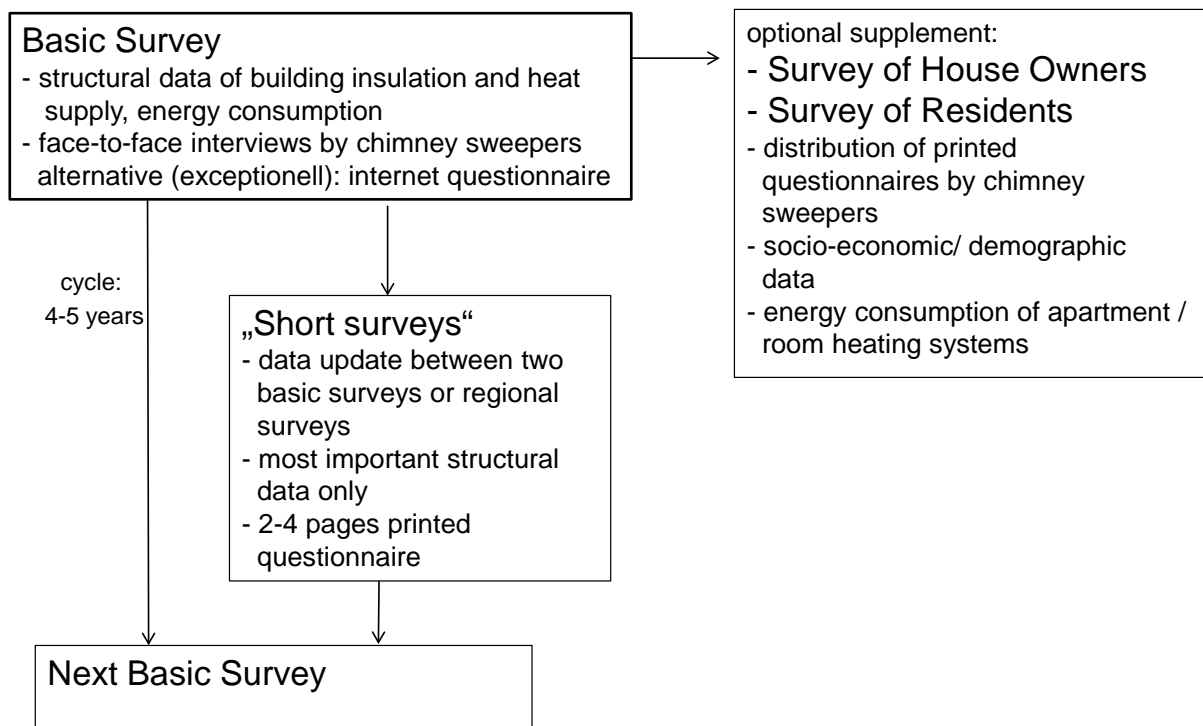 Basic Survey
- structural data of building insulation and heat
supply, energy consumption
- face-to-face interviews by chimney sweepers
alternative (exceptionell): internet questionnaire
optional supplement:
- Survey of House Owners
- Survey of Residents
- distribution of printed
questionnaires by chimney
sweepers
- socio-economic/ demographic
data
- energy consumption of apartment /
room heating systems
cycle:
4-5 years
„Short surveys“
- data update between two
basic surveys or regional
surveys
- most important structural
data only
- 2-4 pages printed
questionnaire
Next Basic Survey